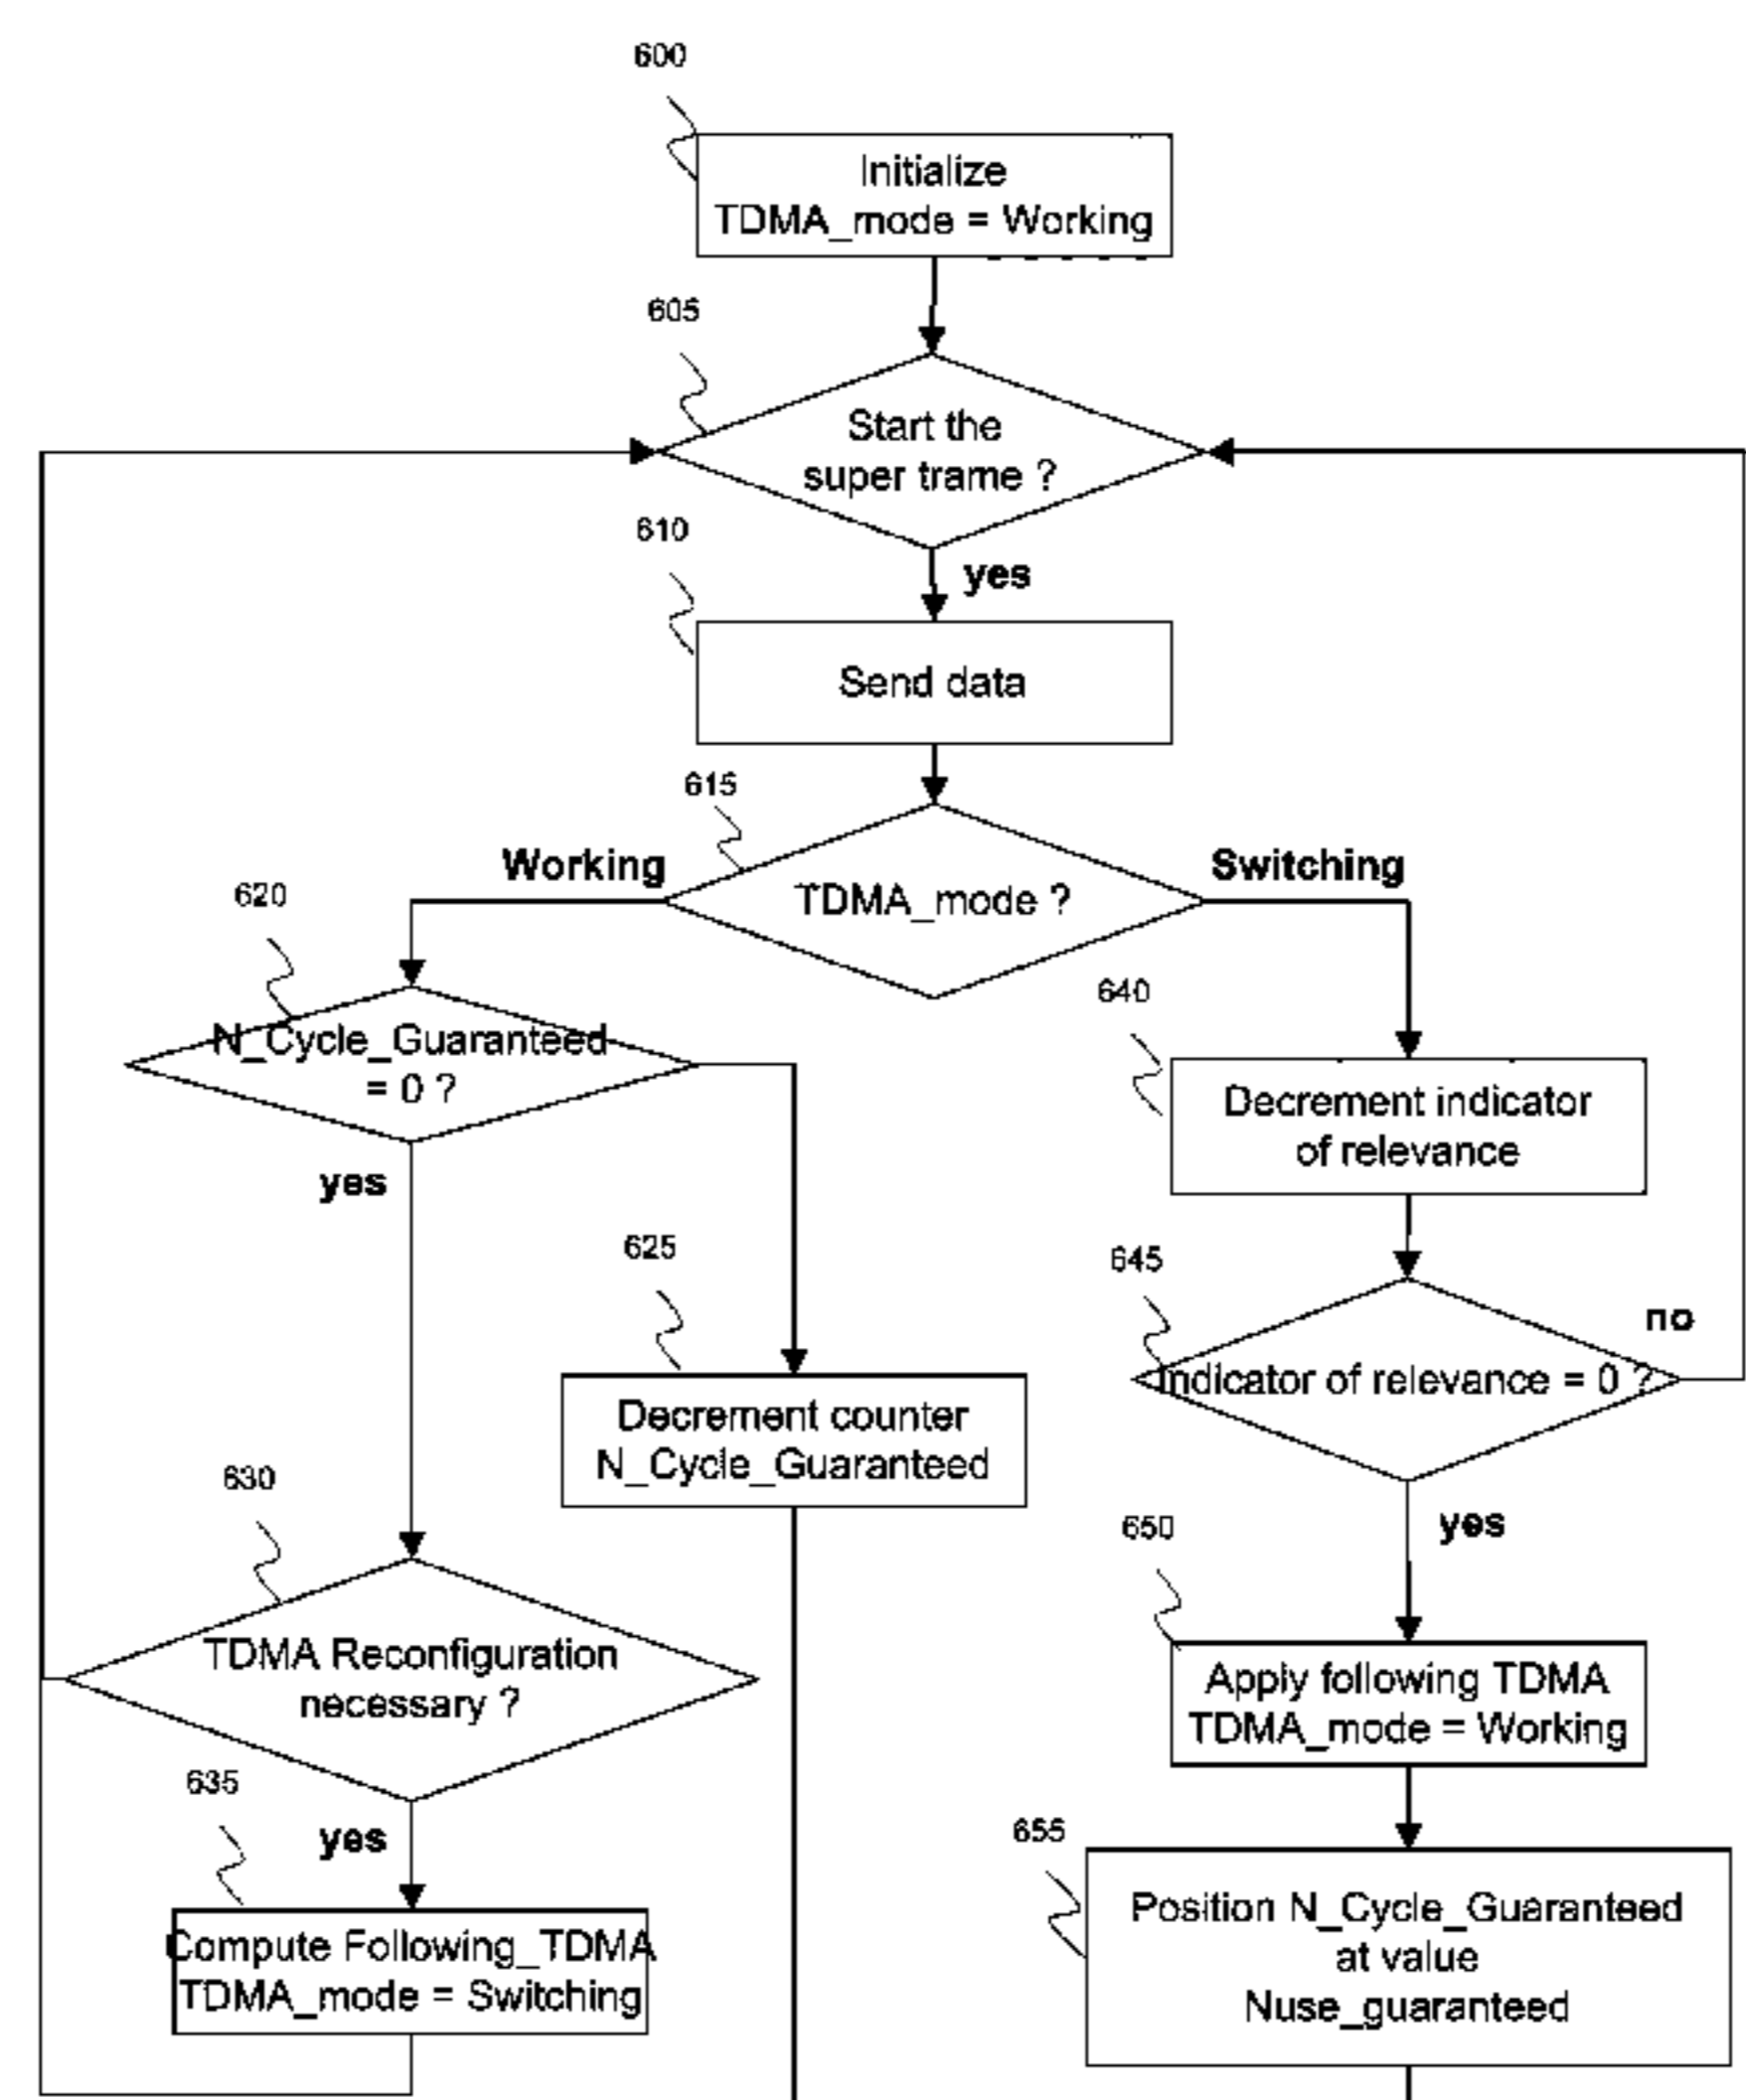 600
Initialize
TDMA_mode = Working
605
Start the
super trame ?
610
yes
Send data
615
Working
Switching
TDMA_mode ?
620
N_Cycle_Guaranteed
= 0 ?
640
Decrement indicator
of relevance
yes
625
645
no
Indicator of relevance = 0 ?
Decrement counter
N_Cycle_Guaranteed
630
650
yes
TDMA Reconfiguration
necessary ?
Apply following TDMA
TDMA_mode = Working
635
yes
655
Compute Following_TDMA
TDMA_mode = Switching
Position N_Cycle_Guaranteed
at value
Nuse_guaranteed